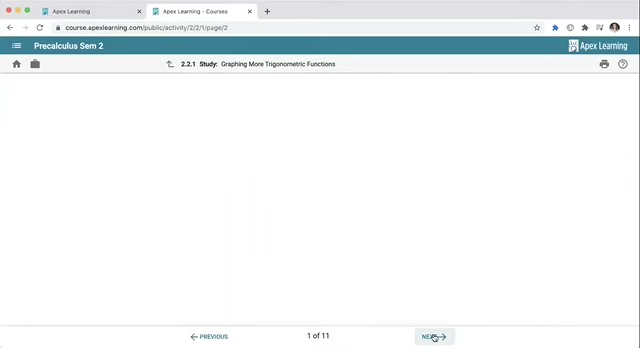 Apex Learning
Apex Learning - Courses
course.apexlearning.com/public/activity/2/2/1/page/2
Precalculus Sem 2
Apex Learning
2.2.1 Study: Graphing More Trigonometric Functions
PREVIOUS
1 of 11
NEXT